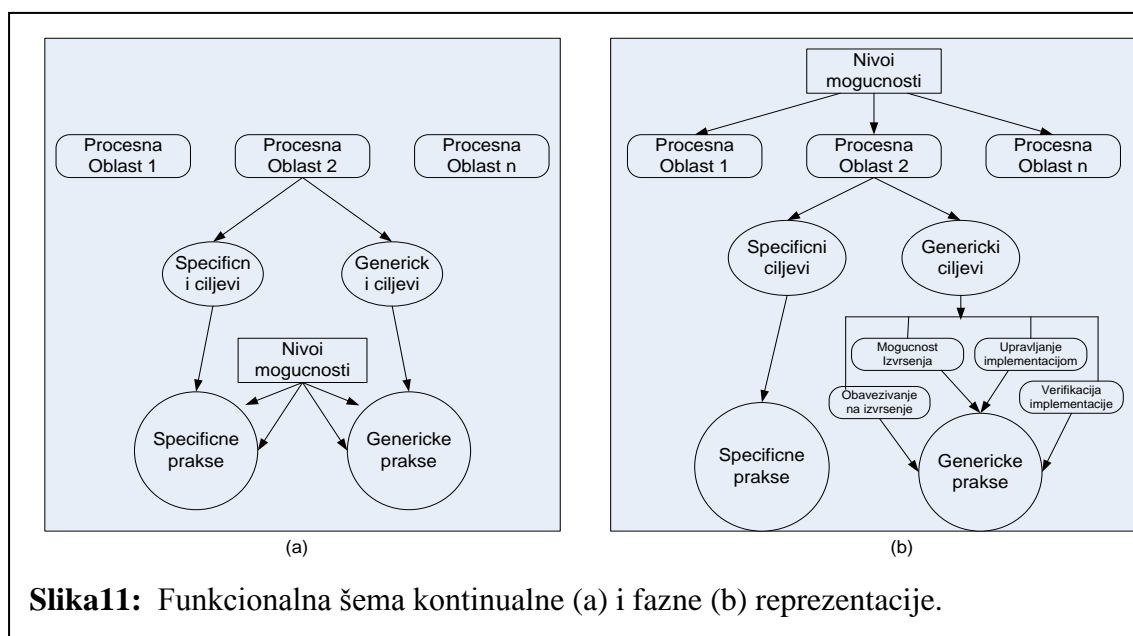 Procesna
Oblast 1
Procesna
Oblast 2
Procesna
Oblast n
Specificn
i ciljevi
Generick
i ciljevi
Nivoi
mogucnosti
Specificne
prakse
Genericke
prakse
(a)
Nivoi
mogucnosti
Procesna
Oblast 1
Procesna
Oblast 2
Procesna
Oblast n
Specificni
ciljevi
Genericki
ciljevi
Mogucnost
Izvrsenja
Upravljanje
implementacijom
Obavezivanje
na izvrsenje
Verifikacija
implementacije
Specificne
prakse
Genericke
prakse
(b)
Slika11: Funkcionalna šema kontinualne (a) i fazne (b) reprezentacije.